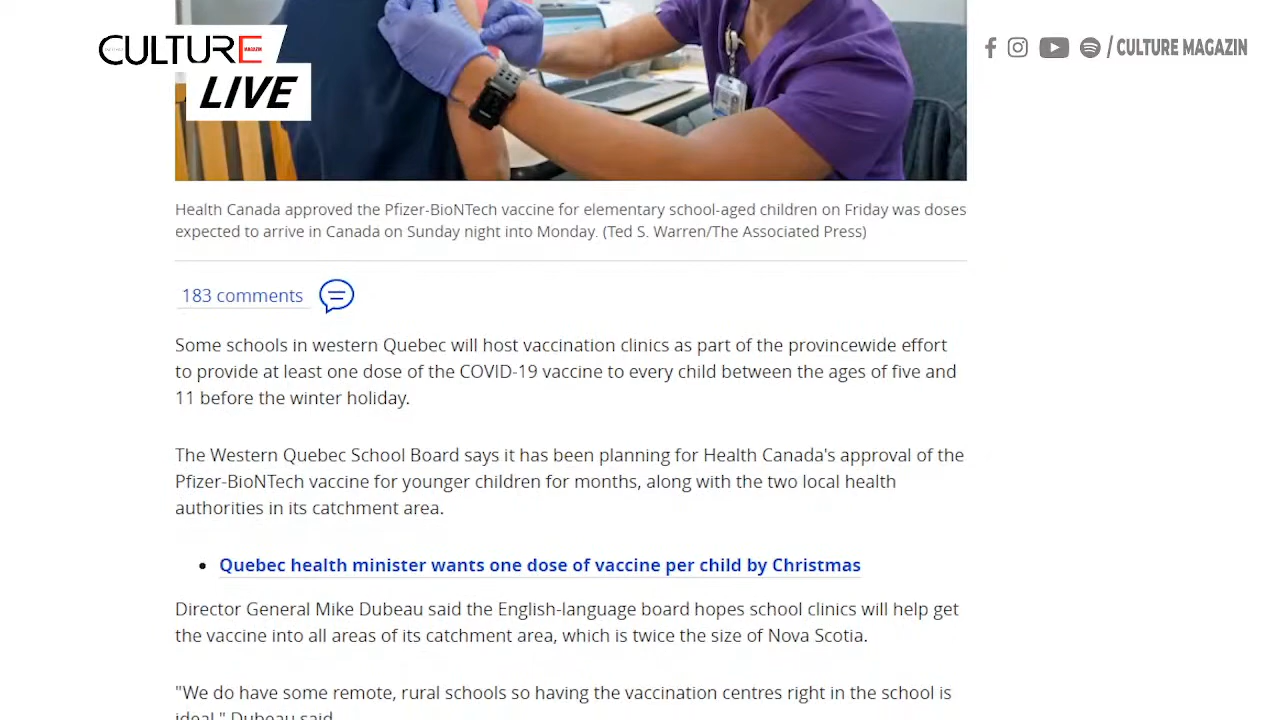 CULTURE
LIVE
/ CULTURE MAGAZIN
Health Canada approved the Pfizer-BioNTech vaccine for elementary school-aged children on Friday was doses
expected to arrive in Canada on Sunday night into Monday. (Ted S. Warren/The Associated Press)
183 comments
Some schools in western Quebec will host vaccination clinics as part of the provincewide effort
to provide at least one dose of the COVID-19 vaccine to every child between the ages of five and
11 before the winter holiday.
The Western Quebec School Board says it has been planning for Health Canada's approval of the
Pfizer-BioNTech vaccine for younger children for months, along with the two local health
authorities in its catchment area.
• Quebec health minister wants one dose of vaccine per child by Christmas
Director General Mike Dubeau said the English-language board hopes school clinics will help get
the vaccine into all areas of its catchment area, which is twice the size of Nova Scotia.
"We do have some remote, rural schools so having the vaccination centres right in the school is
ideal," Dubeau said.